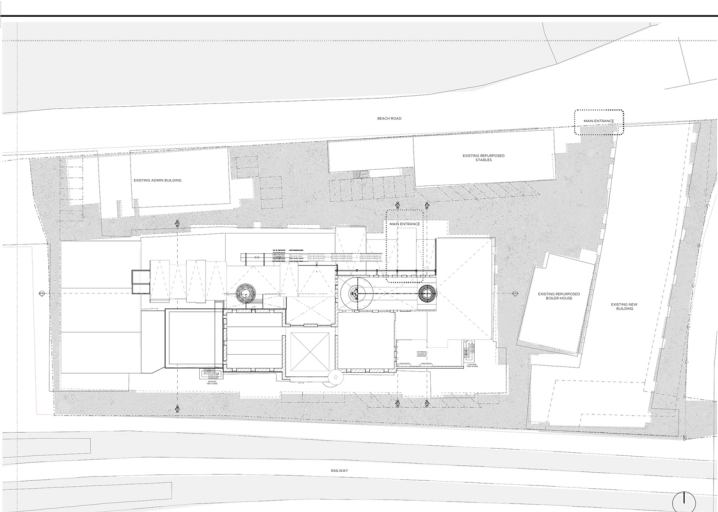 BEACH ROAD
MAIN ENTRANCE
EXISTING REPURPOSED
STABLES
EXISTING ADMIN BUILDING
MAIN ENTRANCE
EXISTING REPURPOSED
BOILER HOUSE
EXISTING NEW
BUILDING
RAILWAY